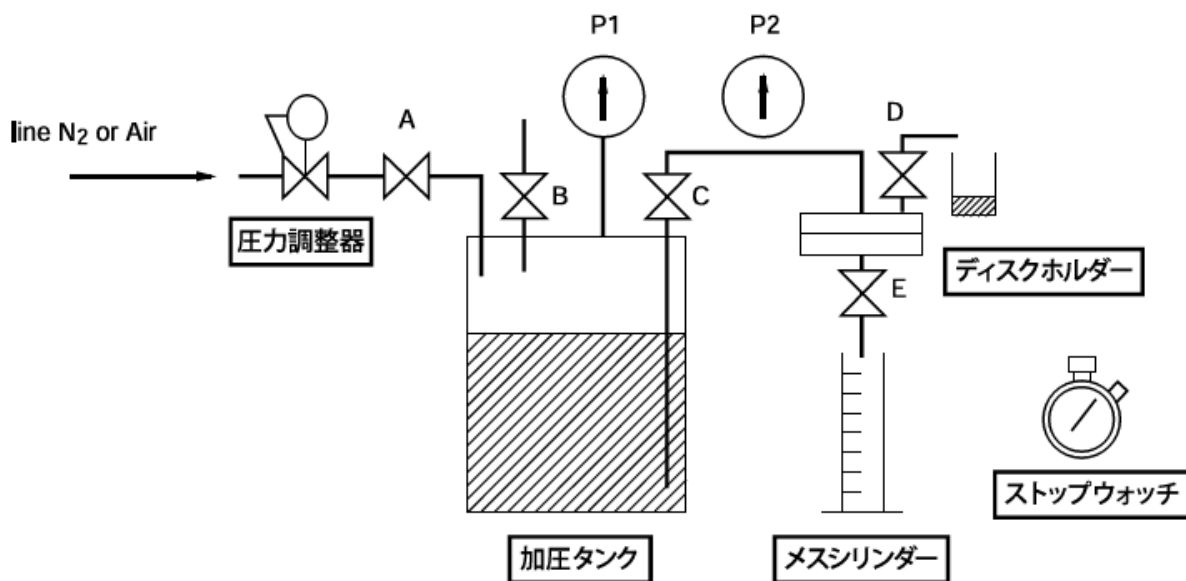 P1
P2
line N2 or Air
A
B
C
D
E
圧力調整器
ディスクホルダー
ストップウォッチ
加圧タンク
メスシリンダー